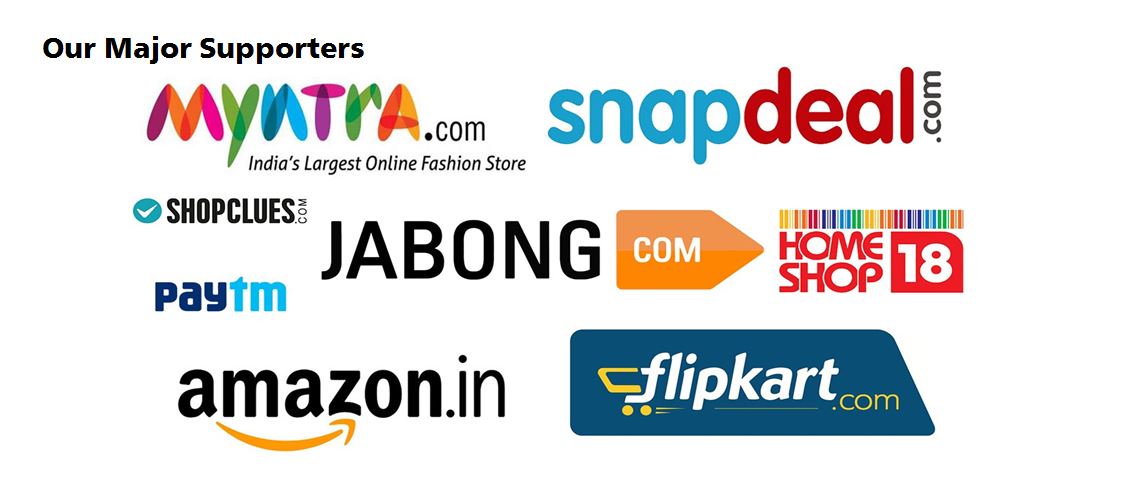 Our Major Supporters
myntra.com
India's Largest Online Fashion Store
snapdeal.com
SHOPCLUES.COM
JABONG COM
HOME SHOP 18
paytm
amazon.in
flipkart.com